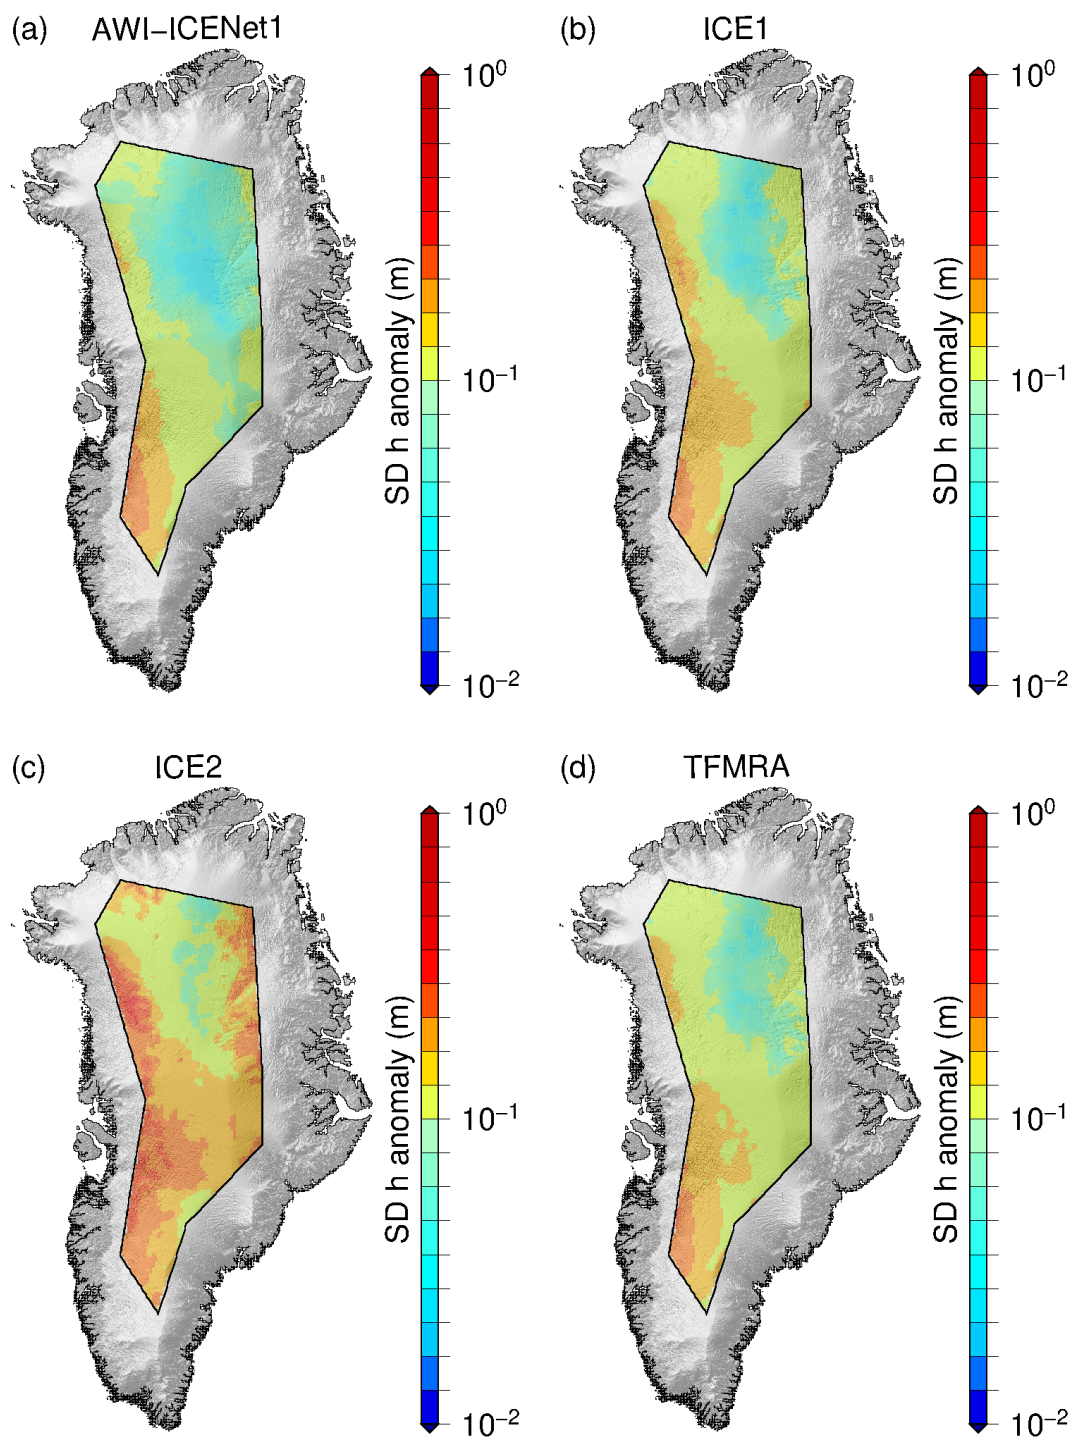 (a) AWI−ICENet1
10⁰
10⁻¹
10⁻²
SD h anomaly (m)
(b) ICE1
10⁰
10⁻¹
10⁻²
SD h anomaly (m)
(c) ICE2
10⁰
10⁻¹
10⁻²
SD h anomaly (m)
(d) TFMRA
10⁰
10⁻¹
10⁻²
SD h anomaly (m)